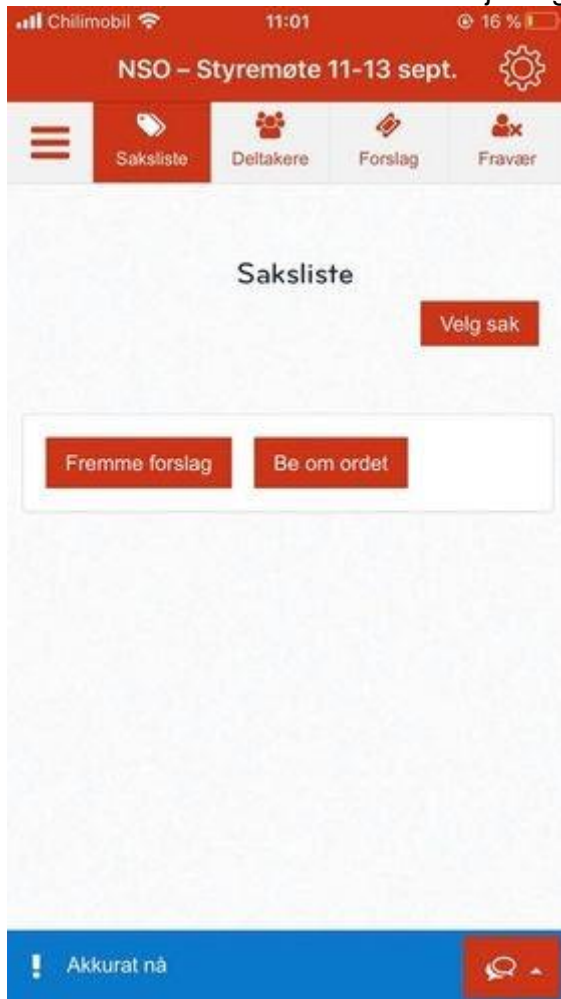 Chilimobil 11:01 16 %
NSO – Styremøte 11-13 sept.
Saksliste Deltakere Forslag Fravær
Saksliste
Velg sak
Fremme forslag Be om ordet
Akkurat nå